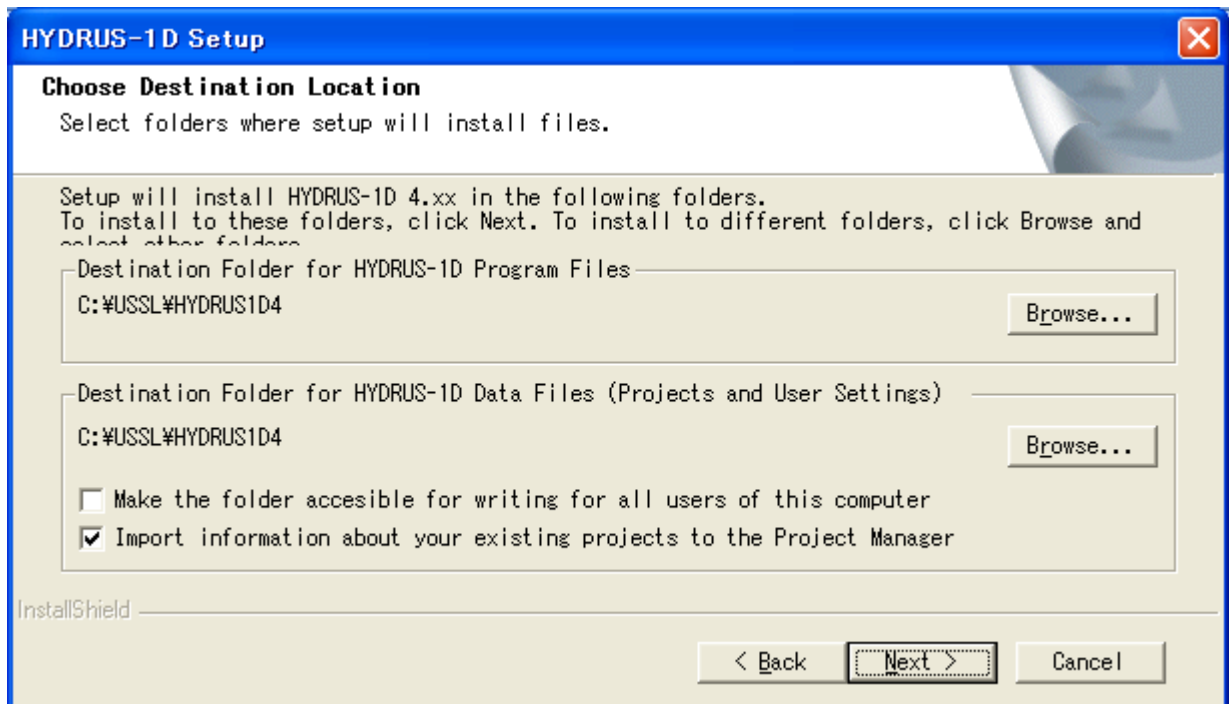 HYDRUS-1D Setup
Choose Destination Location
Select folders where setup will install files.
Setup will install HYDRUS-1D 4.xx in the following folders.
To install to these folders, click Next. To install to different folders, click Browse and
select other folders
Destination Folder for HYDRUS-1D Program Files
C:¥USSL¥HYDRUS1D4
Browse...
Destination Folder for HYDRUS-1D Data Files (Projects and User Settings)
C:¥USSL¥HYDRUS1D4
Browse...
Make the folder accesible for writing for all users of this computer
Import information about your existing projects to the Project Manager
InstallShield
< Back
Next >
Cancel